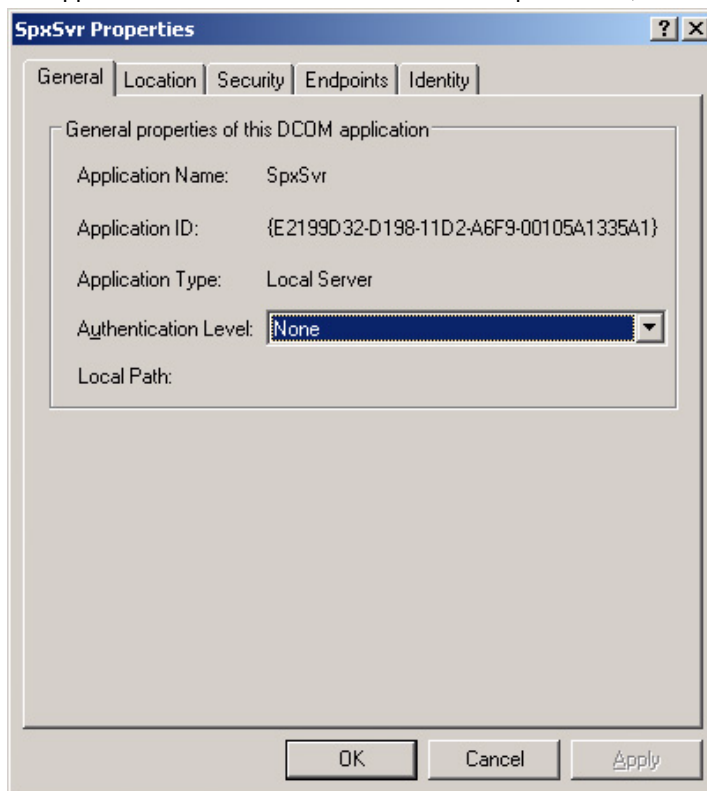 SpxSvr Properties
General Location Security Endpoints Identity
General properties of this DCOM application
Application Name: SpxSvr
Application ID: {E2199D32-D198-11D2-A6F9-00105A1335A1}
Application Type: Local Server
Authentication Level: None
Local Path:
OK Cancel Apply